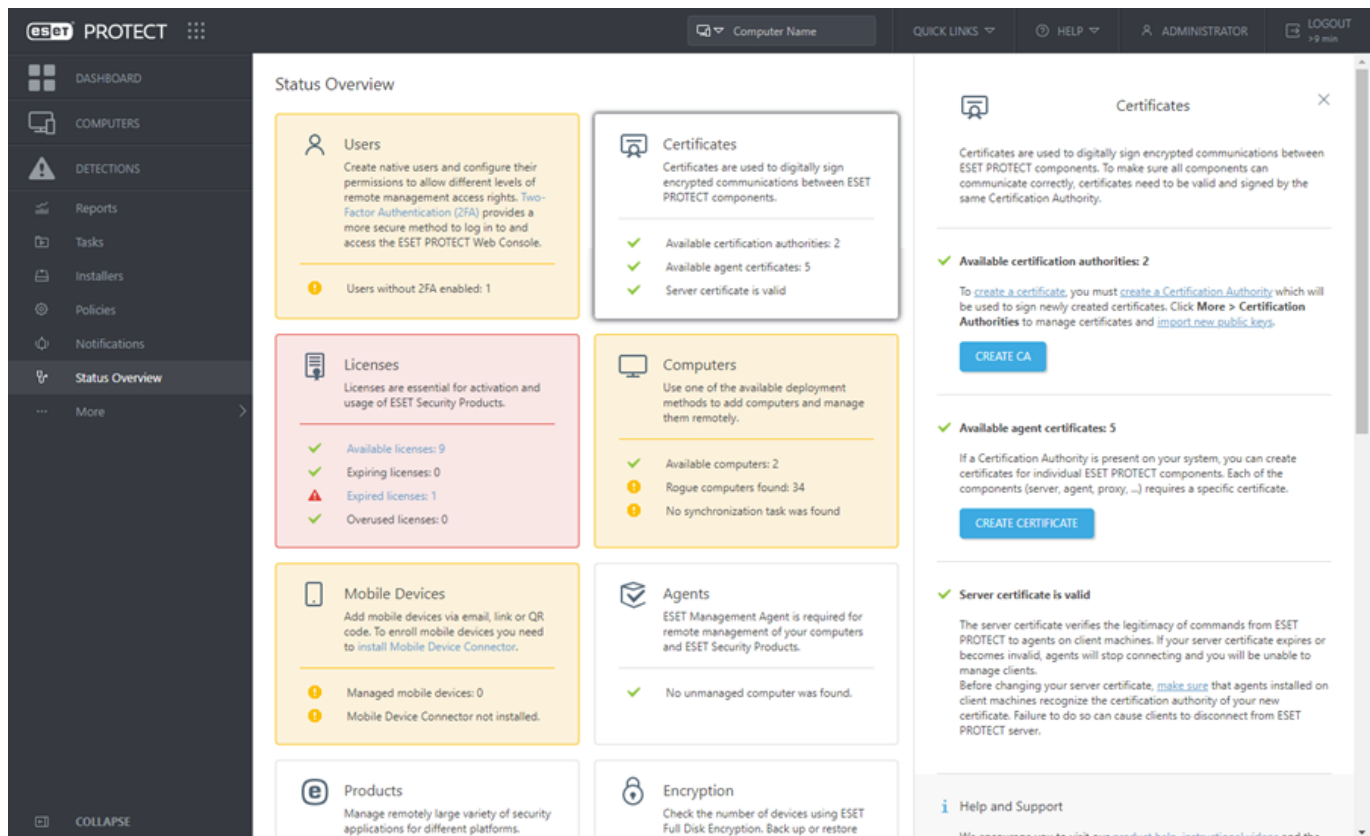 eset PROTECT
Computer Name
QUICK LINKS
HELP
ADMINISTRATOR
LOGOUT
>9 min
DASHBOARD
COMPUTERS
DETECTIONS
Reports
Tasks
Installers
Policies
Notifications
Status Overview
More
COLLAPSE
Status Overview
Users
Create native users and configure their
permissions to allow different levels of
remote management access rights. Two-
Factor Authentication (2FA) provides a
more secure method to log in to and
access the ESET PROTECT Web Console.
Users without 2FA enabled: 1
Certificates
Certificates are used to digitally sign
encrypted communications between ESET
PROTECT components.
Available certification authorities: 2
Available agent certificates: 5
Server certificate is valid
Licenses
Licenses are essential for activation and
usage of ESET Security Products.
Available licenses: 9
Expiring licenses: 0
Expired licenses: 1
Overused licenses: 0
Computers
Use one of the available deployment
methods to add computers and manage
them remotely.
Available computers: 2
Rogue computers found: 34
No synchronization task was found
Mobile Devices
Add mobile devices via email, link or QR
code. To enroll mobile devices you need
to install Mobile Device Connector.
Managed mobile devices: 0
Mobile Device Connector not installed.
Agents
ESET Management Agent is required for
remote management of your computers
and ESET Security Products.
No unmanaged computer was found.
Products
Manage remotely large variety of security
applications for different platforms.
Encryption
Check the number of devices using ESET
Full Disk Encryption. Back up or restore
Certificates
Certificates are used to digitally sign encrypted communications between
ESET PROTECT components. To make sure all components can
communicate correctly, certificates need to be valid and signed by the
same Certification Authority.
Available certification authorities: 2
To create a certificate, you must create a Certification Authority which will
be used to sign newly created certificates. Click More > Certification
Authorities to manage certificates and import new public keys.
CREATE CA
Available agent certificates: 5
If a Certification Authority is present on your system, you can create
certificates for individual ESET PROTECT components. Each of the
components (server, agent, proxy, ...) requires a specific certificate.
CREATE CERTIFICATE
Server certificate is valid
The server certificate verifies the legitimacy of commands from ESET
PROTECT to agents on client machines. If your server certificate expires or
becomes invalid, agents will stop connecting and you will be unable to
manage clients.
Before changing your server certificate, make sure that agents installed on
client machines recognize the certification authority of your new
certificate. Failure to do so can cause clients to disconnect from ESET
PROTECT server.
Help and Support
We encourage you to visit our product help, instructional videos and the